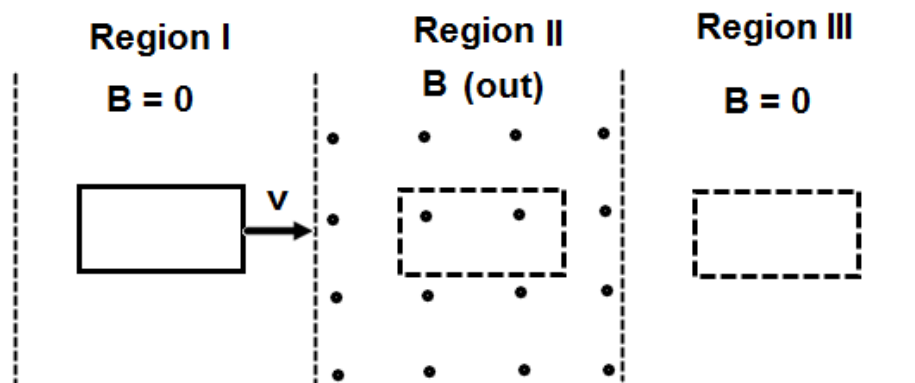 Region I
B = 0
Region II
B (out)
Region III
B = 0
v